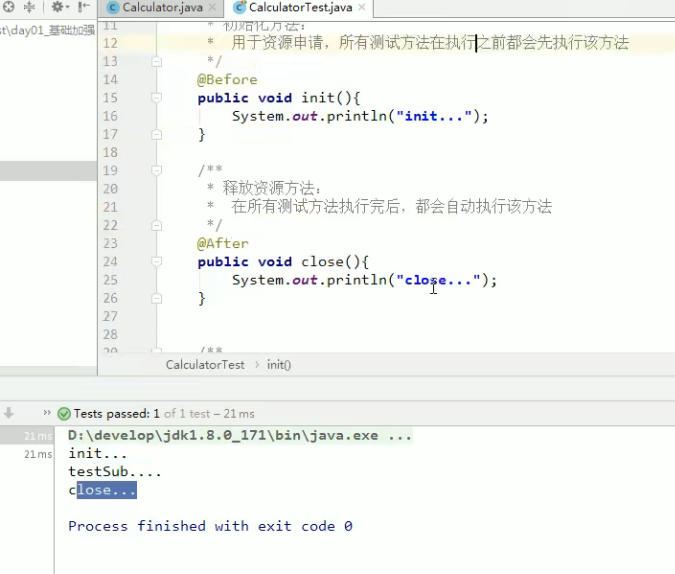 Calculator.java ×
CalculatorTest.java ×
st\day01_基础加强
11 * 初始化方法：
12 * 用于资源申请，所有测试方法在执行之前都会先执行该方法
13 */
14 @Before
15 public void init(){
16 System.out.println("init...");
17 }
18
19 /**
20 * 释放资源方法：
21 * 在所有测试方法执行完后，都会自动执行该方法
22 */
23 @After
24 public void close(){
25 System.out.println("close...");
26 }
27
28
29 /**
CalculatorTest > init()
>> Tests passed: 1 of 1 test – 21 ms
21 ms D:\develop\jdk1.8.0_171\bin\java.exe ...
21 ms init...
testSub....
close...
Process finished with exit code 0